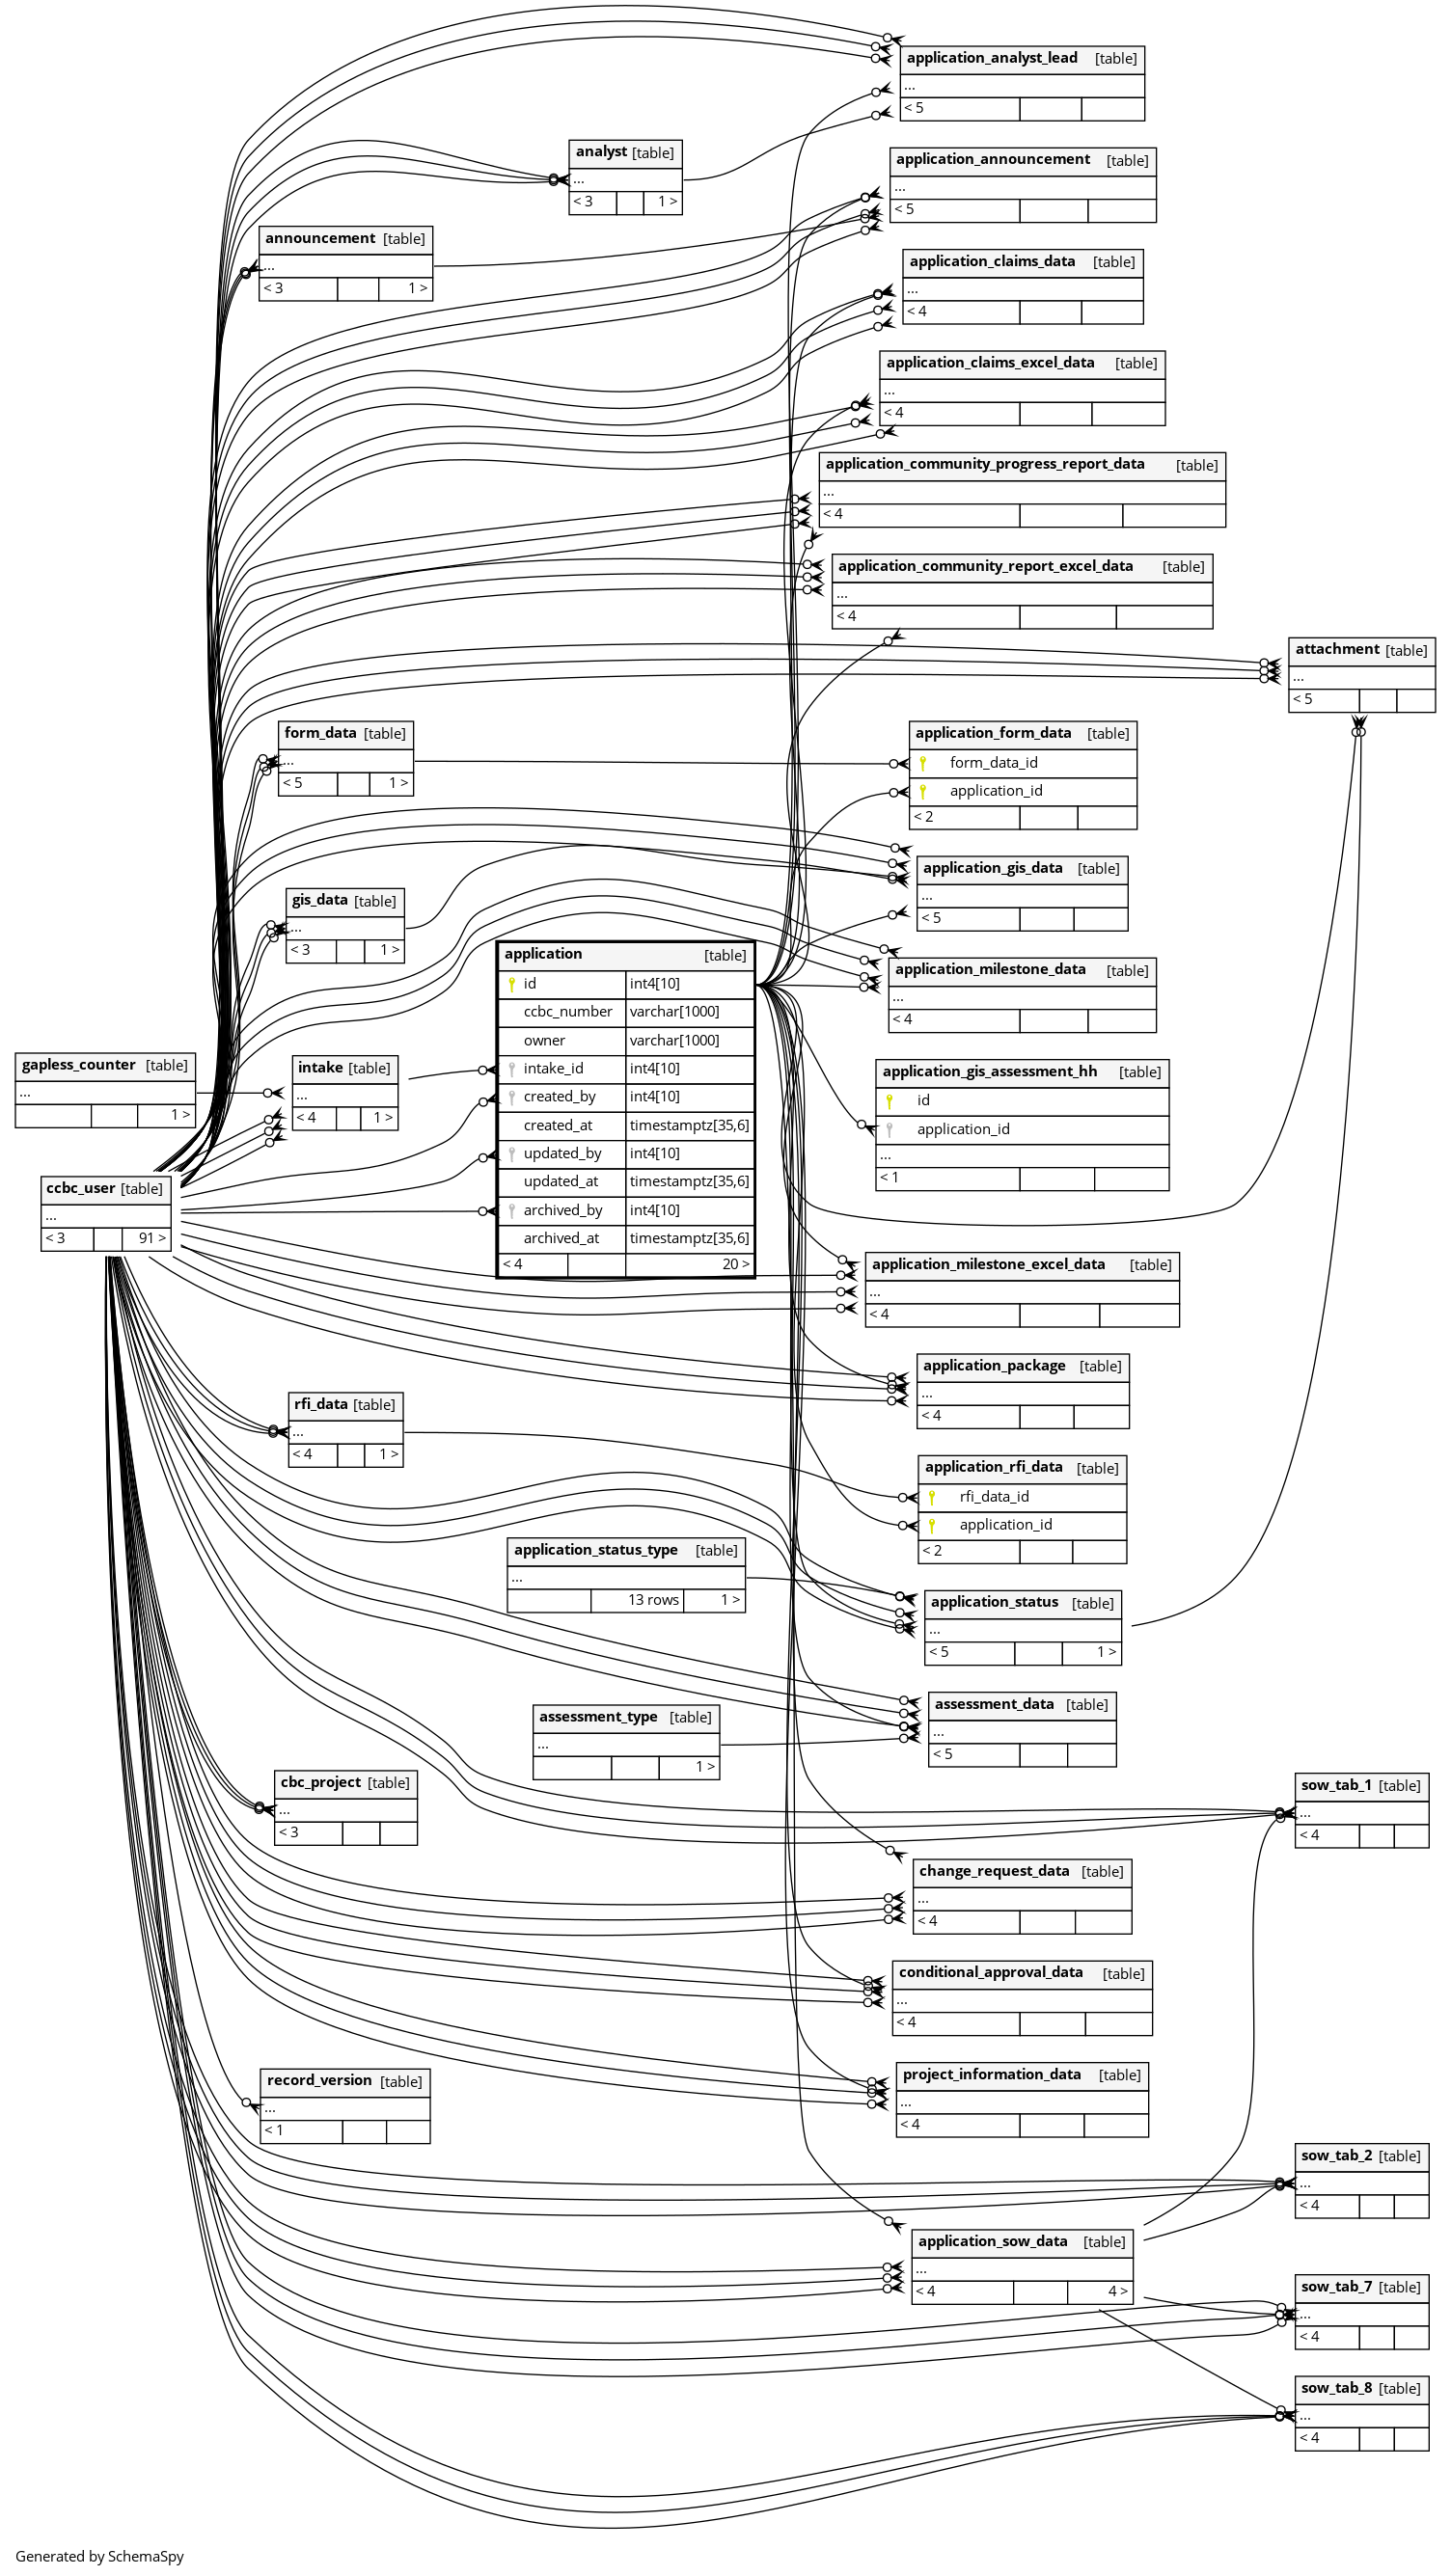 application_analyst_lead [table]
...
< 5
analyst [table]
...
< 3 1 >
application_announcement [table]
...
< 5
announcement [table]
...
< 3 1 >
application_claims_data [table]
...
< 4
application_claims_excel_data [table]
...
< 4
application_community_progress_report_data [table]
...
< 4
application_community_report_excel_data [table]
...
< 4
attachment [table]
...
< 5
form_data [table]
...
< 5 1 >
application_form_data [table]
form_data_id
application_id
< 2
application_gis_data [table]
...
< 5
gis_data [table]
...
< 3 1 >
application [table]
id int4[10]
ccbc_number varchar[1000]
owner varchar[1000]
intake_id int4[10]
created_by int4[10]
created_at timestamptz[35,6]
updated_by int4[10]
updated_at timestamptz[35,6]
archived_by int4[10]
archived_at timestamptz[35,6]
< 4 20 >
application_milestone_data [table]
...
< 4
gapless_counter [table]
...
1 >
intake [table]
...
< 4 1 >
application_gis_assessment_hh [table]
id
application_id
...
< 1
ccbc_user [table]
...
< 3 91 >
application_milestone_excel_data [table]
...
< 4
application_package [table]
...
< 4
rfi_data [table]
...
< 4 1 >
application_rfi_data [table]
rfi_data_id
application_id
< 2
application_status_type [table]
...
13 rows 1 >
application_status [table]
...
< 5 1 >
assessment_data [table]
...
< 5
assessment_type [table]
...
1 >
cbc_project [table]
...
< 3
sow_tab_1 [table]
...
< 4
change_request_data [table]
...
< 4
conditional_approval_data [table]
...
< 4
project_information_data [table]
...
< 4
record_version [table]
...
< 1
sow_tab_2 [table]
...
< 4
application_sow_data [table]
...
< 4 4 >
sow_tab_7 [table]
...
< 4
sow_tab_8 [table]
...
< 4
Generated by SchemaSpy